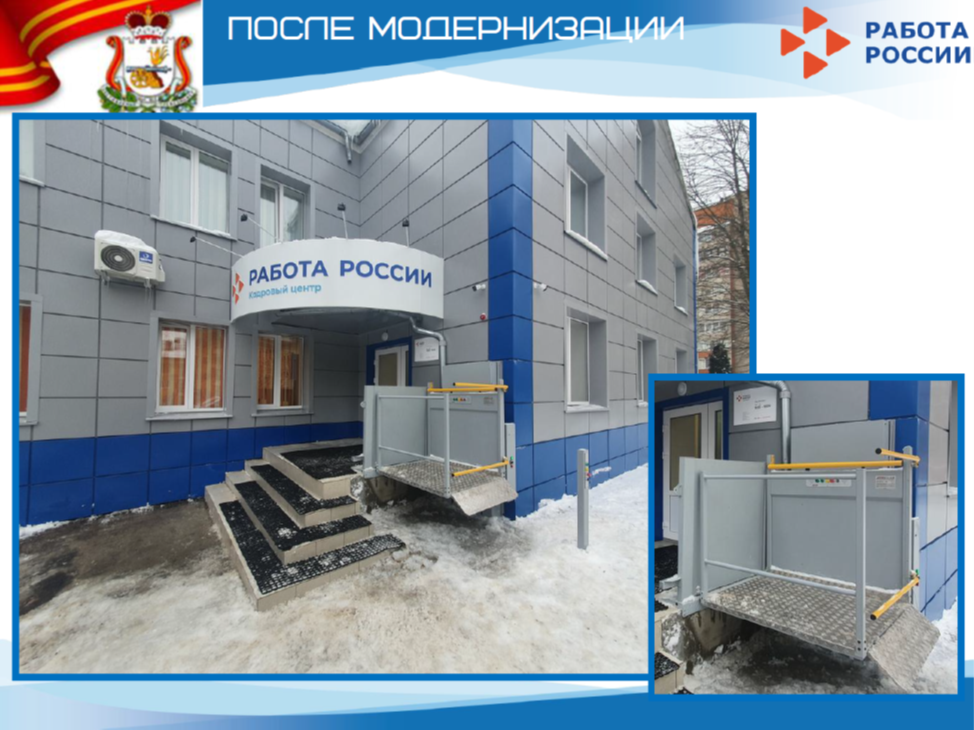 ПОСЛЕ МОДЕРНИЗАЦИИ
РАБОТА
РОССИИ
РАБОТА РОССИИ
кадровый центр